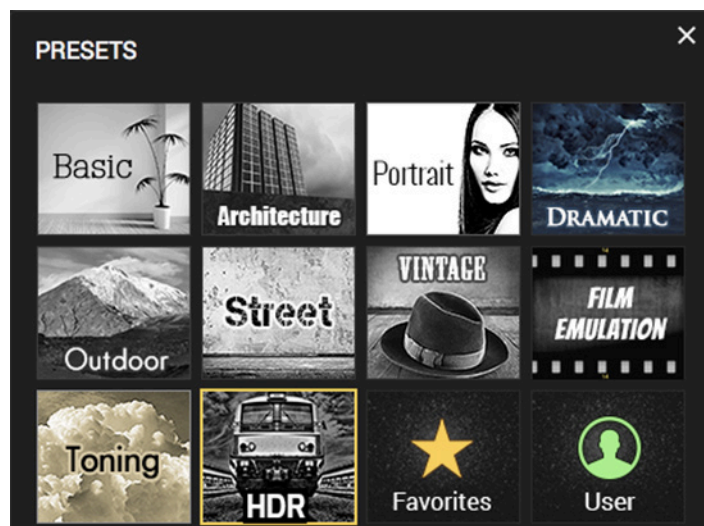 PRESETS
Basic
Architecture
Portrait
DRAMATIC
Outdoor
Street
VINTAGE
FILM
EMULATION
Toning
HDR
Favorites
User